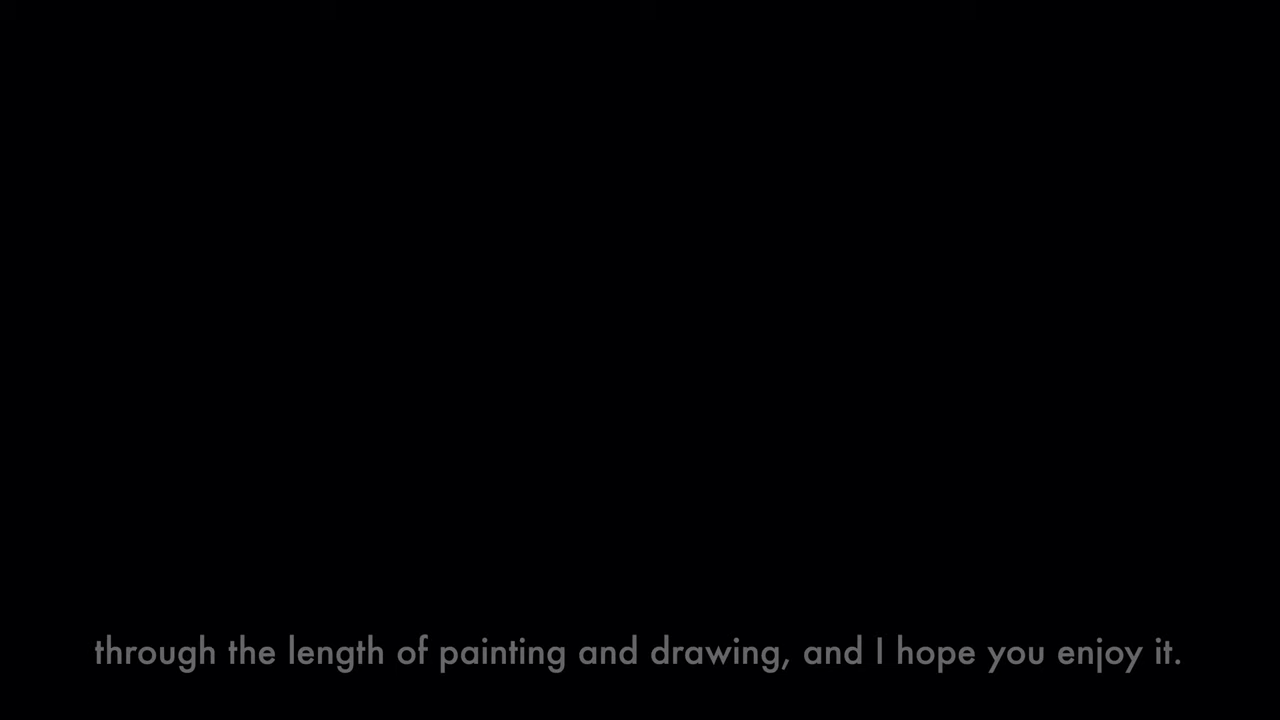 through the length of painting and drawing, and I hope you enjoy it.